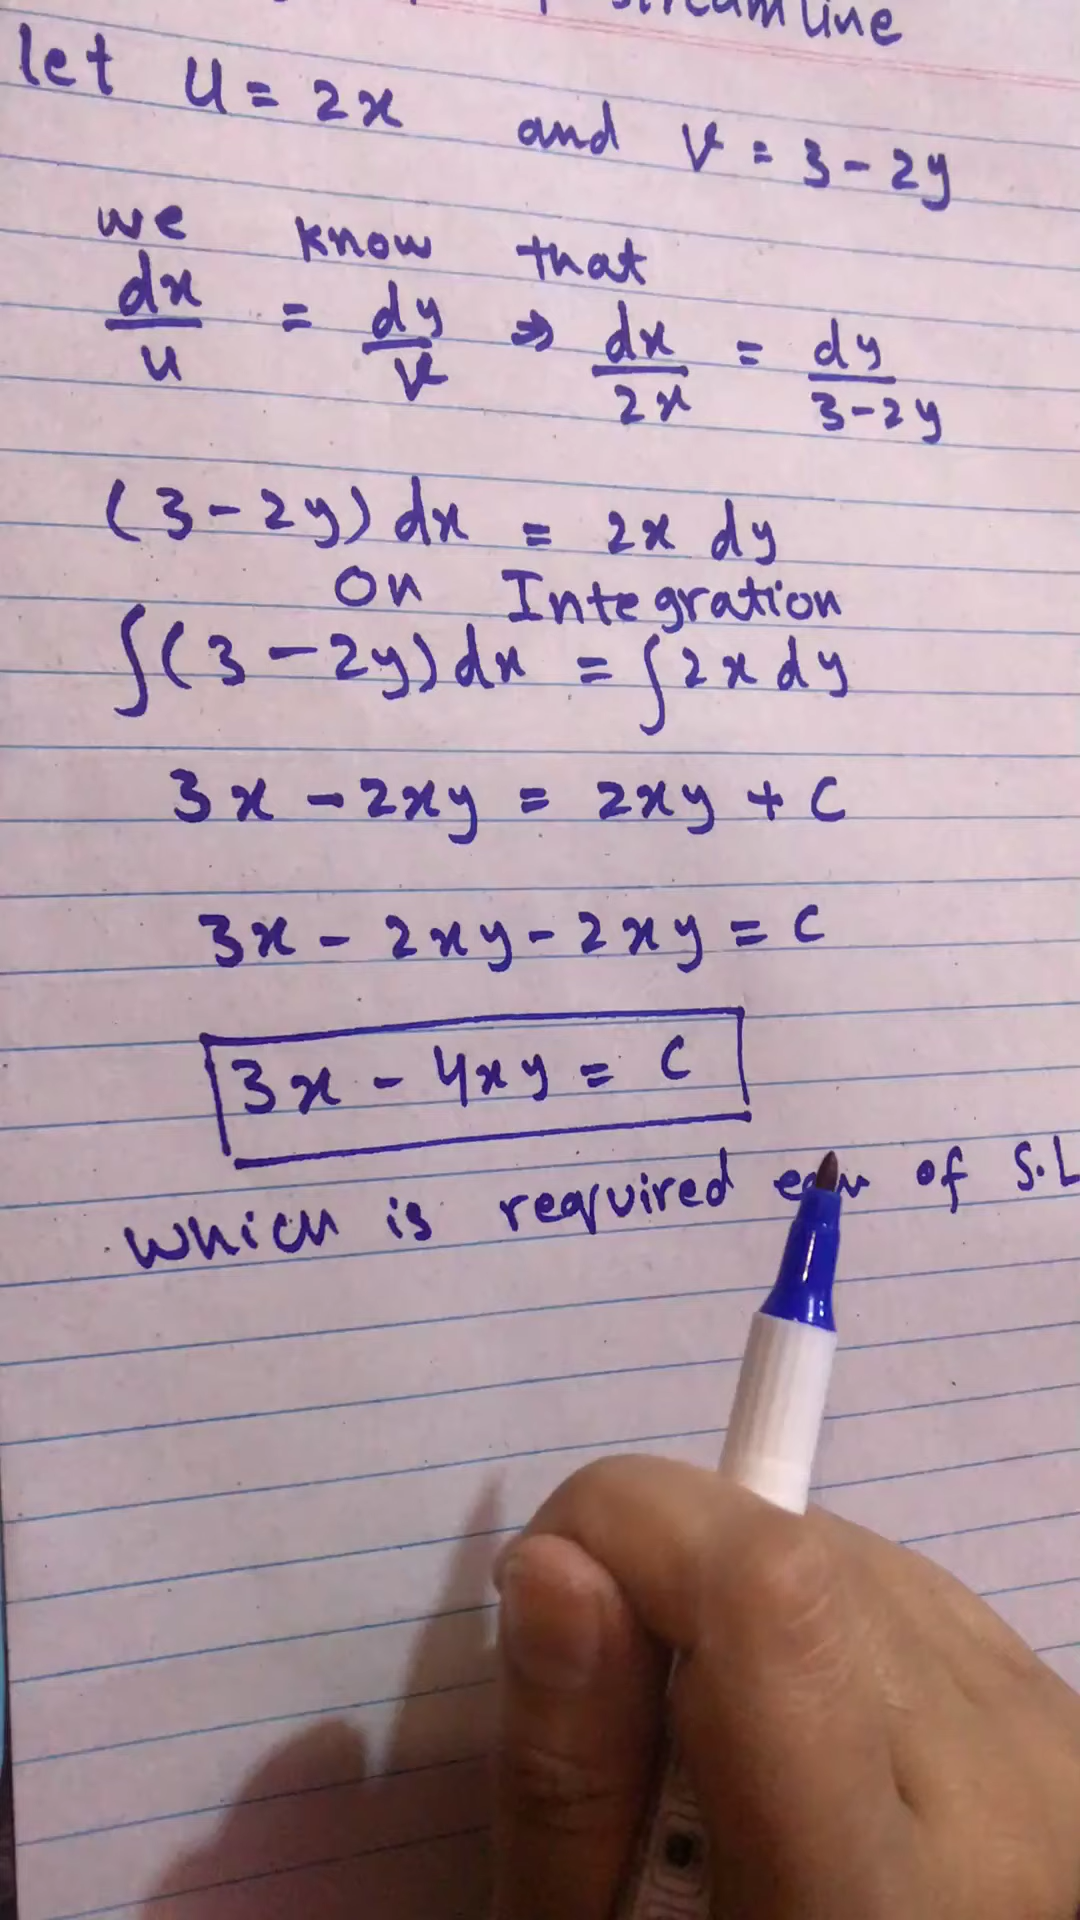 streamline
let u = 2x and v = 3 - 2y
we know that
dx/u = dy/v ⇒ dx/2x = dy/3-2y
(3 - 2y) dx = 2x dy
On Integration
∫(3 - 2y) dx = ∫2x dy
3x - 2xy = 2xy + c
3x - 2xy - 2xy = c
3x - 4xy = c
which is required eqn of S.L